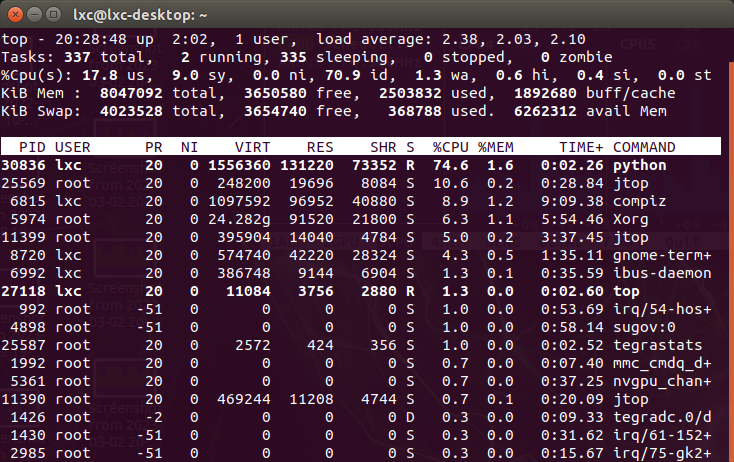 lxc@lxc-desktop: ~
top - 20:28:48 up  2:02,  1 user,  load average: 2.38, 2.03, 2.10
Tasks: 337 total,   2 running, 335 sleeping,   0 stopped,   0 zombie
%Cpu(s): 17.8 us,  9.0 sy,  0.0 ni, 70.9 id,  1.3 wa,  0.6 hi,  0.4 si,  0.0 st
KiB Mem :  8047092 total,  3650580 free,  2503832 used,  1892680 buff/cache
KiB Swap:  4023528 total,  3654740 free,   368788 used.  6262312 avail Mem
PID USER PR NI VIRT RES SHR S %CPU %MEM TIME+ COMMAND
30836 lxc 20 0 1556360 131220 73352 R 74.6 1.6 0:02.26 python
25569 root 20 0 248200 19696 8084 S 10.6 0.2 0:28.84 jtop
6815 lxc 20 0 1097592 96952 40880 S 8.9 1.2 9:09.38 compiz
5974 root 20 0 24.282g 91520 21800 S 6.3 1.1 5:54.46 Xorg
11399 root 20 0 395904 14040 4784 S 5.0 0.2 3:37.45 jtop
8720 lxc 20 0 574740 42220 28324 S 4.3 0.5 1:35.11 gnome-term+
6992 lxc 20 0 386748 9144 6904 S 1.3 0.1 0:35.59 ibus-daemon
27118 lxc 20 0 11084 3756 2880 R 1.3 0.0 0:02.60 top
992 root -51 0 0 0 0 S 1.0 0.0 0:53.69 irq/54-hos+
4898 root -51 0 0 0 0 S 1.0 0.0 0:58.14 sugov:0
25587 root 20 0 2572 424 356 S 1.0 0.0 0:02.52 tegrastats
1992 root 20 0 0 0 0 S 0.7 0.0 0:07.40 mmc_cmdq_d+
5361 root 20 0 0 0 0 S 0.7 0.0 0:37.25 nvgpu_chan+
11390 root 20 0 469244 11208 4744 S 0.7 0.1 0:20.09 jtop
1426 root -2 0 0 0 0 D 0.3 0.0 0:09.33 tegradc.0/d
1430 root -51 0 0 0 0 S 0.3 0.0 0:31.62 irq/61-152+
2985 root -51 0 0 0 0 S 0.3 0.0 0:15.67 irq/75-gk2+